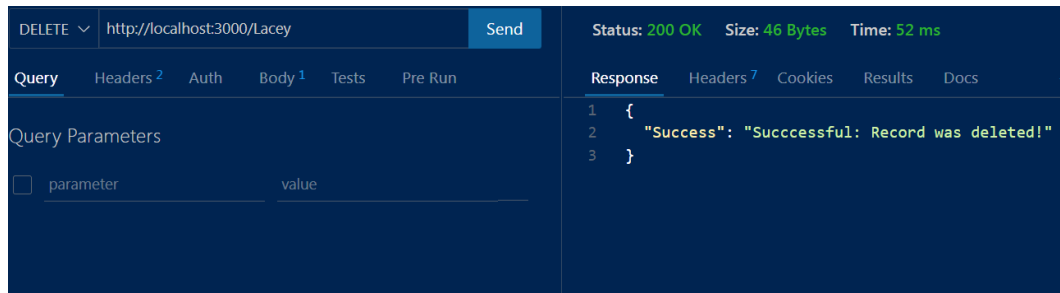 DELETE http://localhost:3000/Lacey Send
Query Headers 2 Auth Body 1 Tests Pre Run
Query Parameters
parameter value
Status: 200 OK Size: 46 Bytes Time: 52 ms
Response Headers 7 Cookies Results Docs
1 {
2 "Success": "Succcessful: Record was deleted!"
3 }